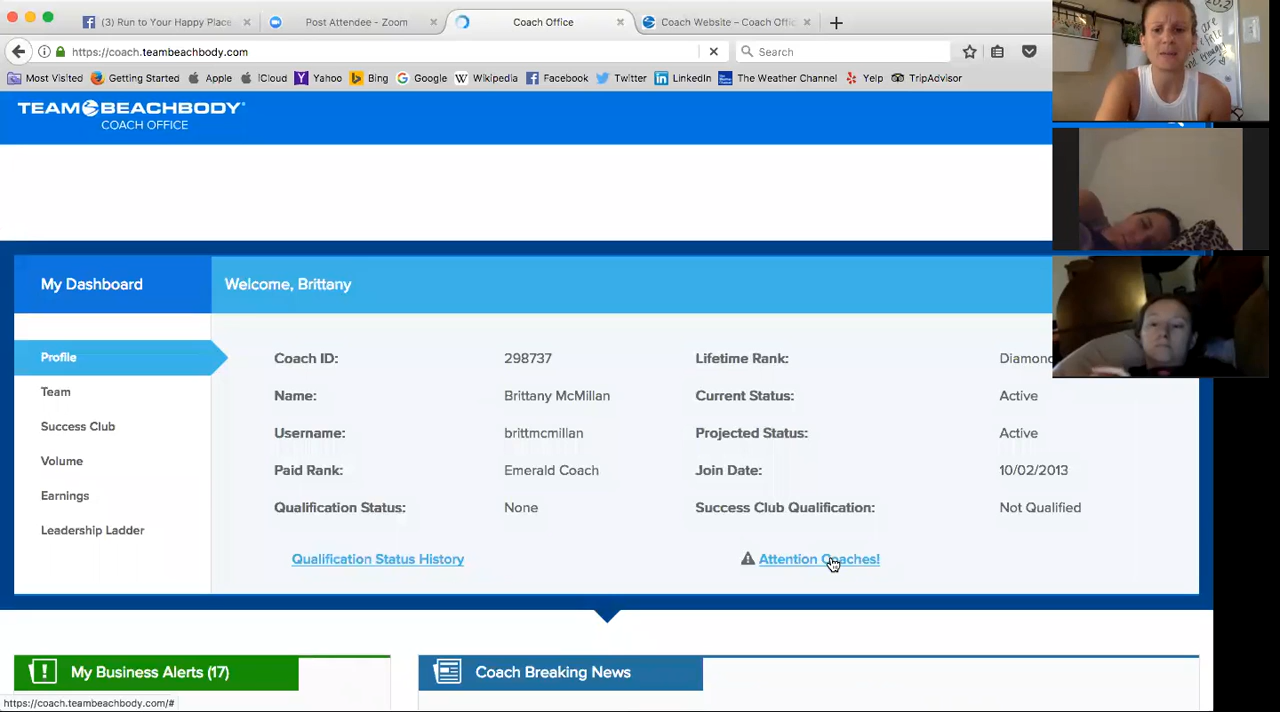 (3) Run to Your Happy Place
Post Attendee - Zoom
Coach Office
Coach Website – Coach Offic
https://coach.teambeachbody.com
Search
Most Visited Getting Started Apple iCloud Yahoo Bing Google Wikipedia Facebook Twitter LinkedIn The Weather Channel Yelp TripAdvisor
TEAM BEACHBODY
COACH OFFICE
My Dashboard
Welcome, Brittany
Profile
Team
Success Club
Volume
Earnings
Leadership Ladder
Coach ID: 298737 Lifetime Rank: Diamond
Name: Brittany McMillan Current Status: Active
Username: brittmcmillan Projected Status: Active
Paid Rank: Emerald Coach Join Date: 10/02/2013
Qualification Status: None Success Club Qualification: Not Qualified
Qualification Status History Attention Coaches!
My Business Alerts (17)
Coach Breaking News
https://coach.teambeachbody.com/#